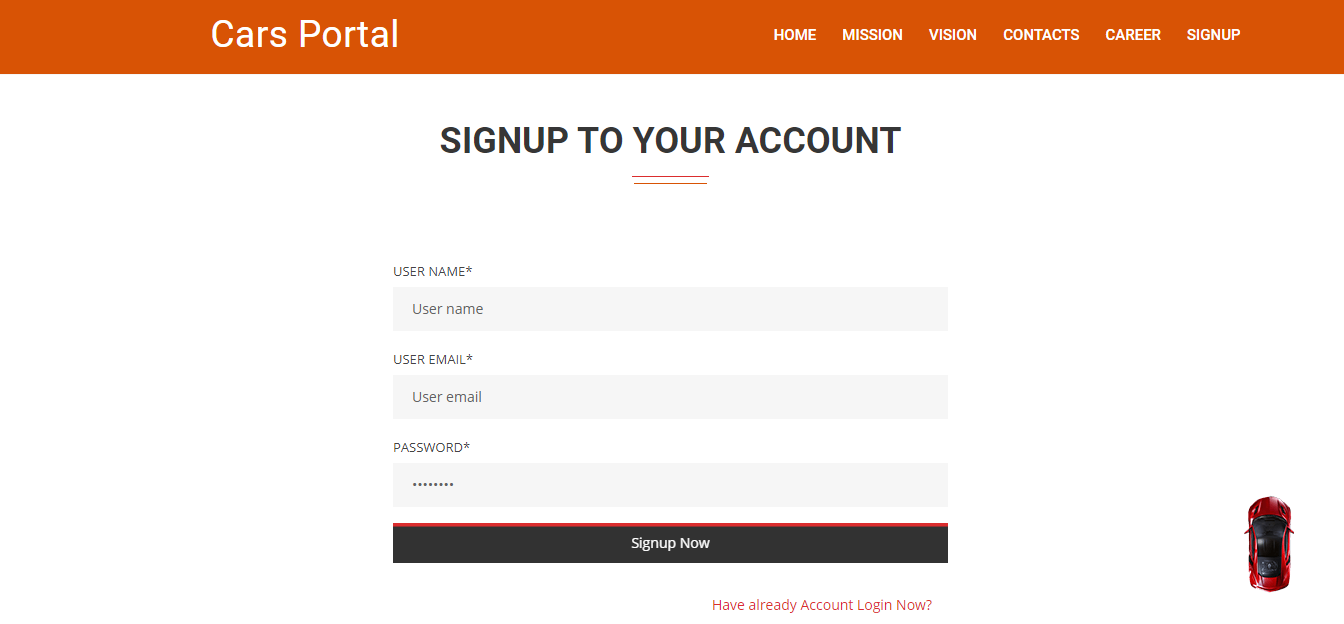 Cars Portal
HOME MISSION VISION CONTACTS CAREER SIGNUP
SIGNUP TO YOUR ACCOUNT
USER NAME*
User name
USER EMAIL*
User email
PASSWORD*
••••••••
Signup Now
Have already Account Login Now?